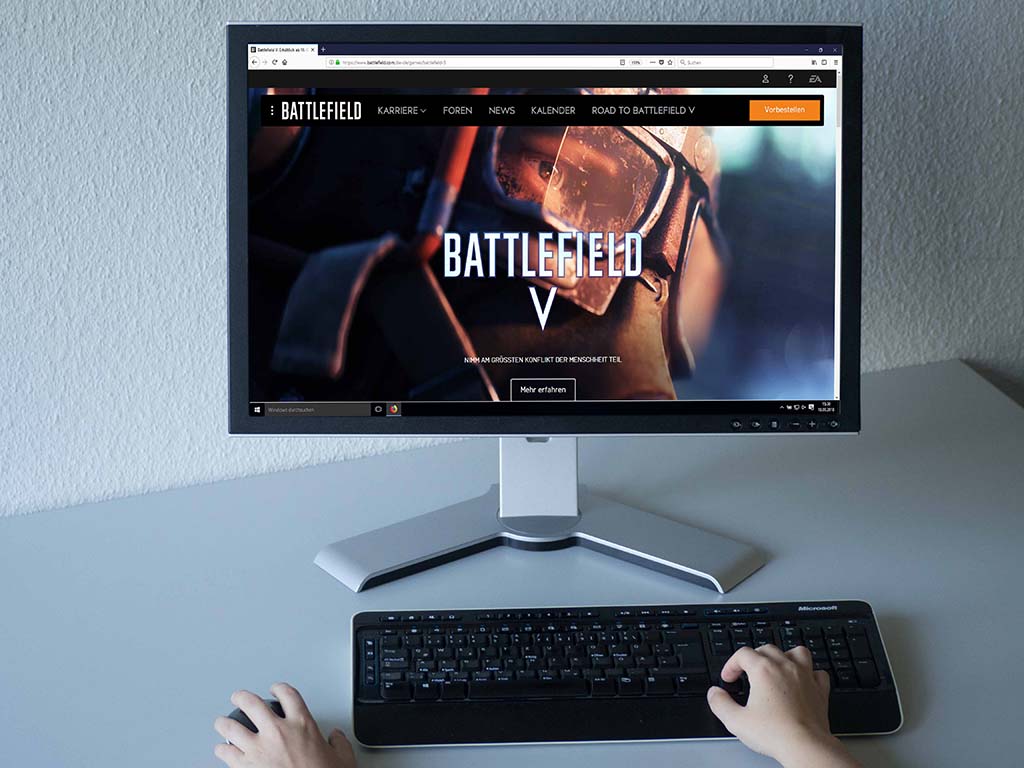 Battlefield V: Erhältlich ab 19. O
https://www.battlefield.com/de-de/games/battlefield-5
Suchen
EA
BATTLEFIELD KARRIERE FOREN NEWS KALENDER ROAD TO BATTLEFIELD V Vorbestellen
BATTLEFIELD
V
NIMM AM GRÖSSTEN KONFLIKT DER MENSCHHEIT TEIL
Mehr erfahren
Windows durchsuchen
Microsoft